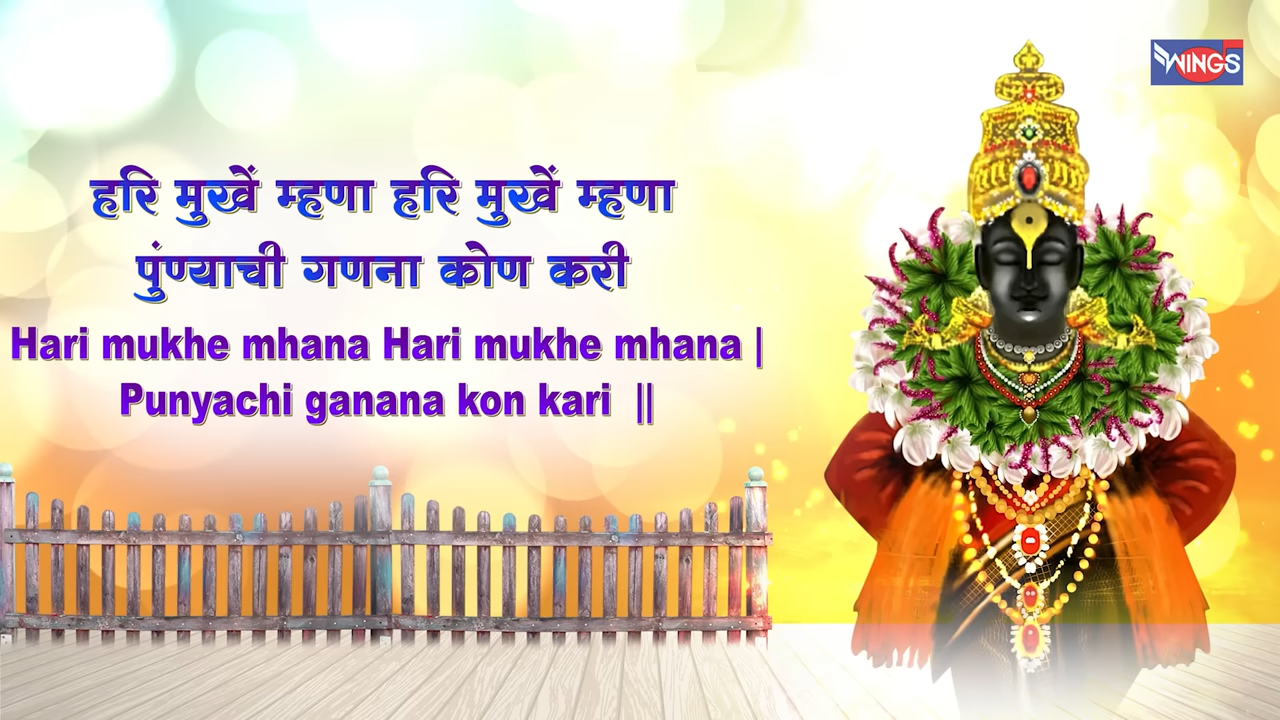 WINGS
हरि मुखें म्हणा हरि मुखें म्हणा
पुंण्याची गणना कोण करी
Hari mukhe mhana Hari mukhe mhana |
Punyachi ganana kon kari ||